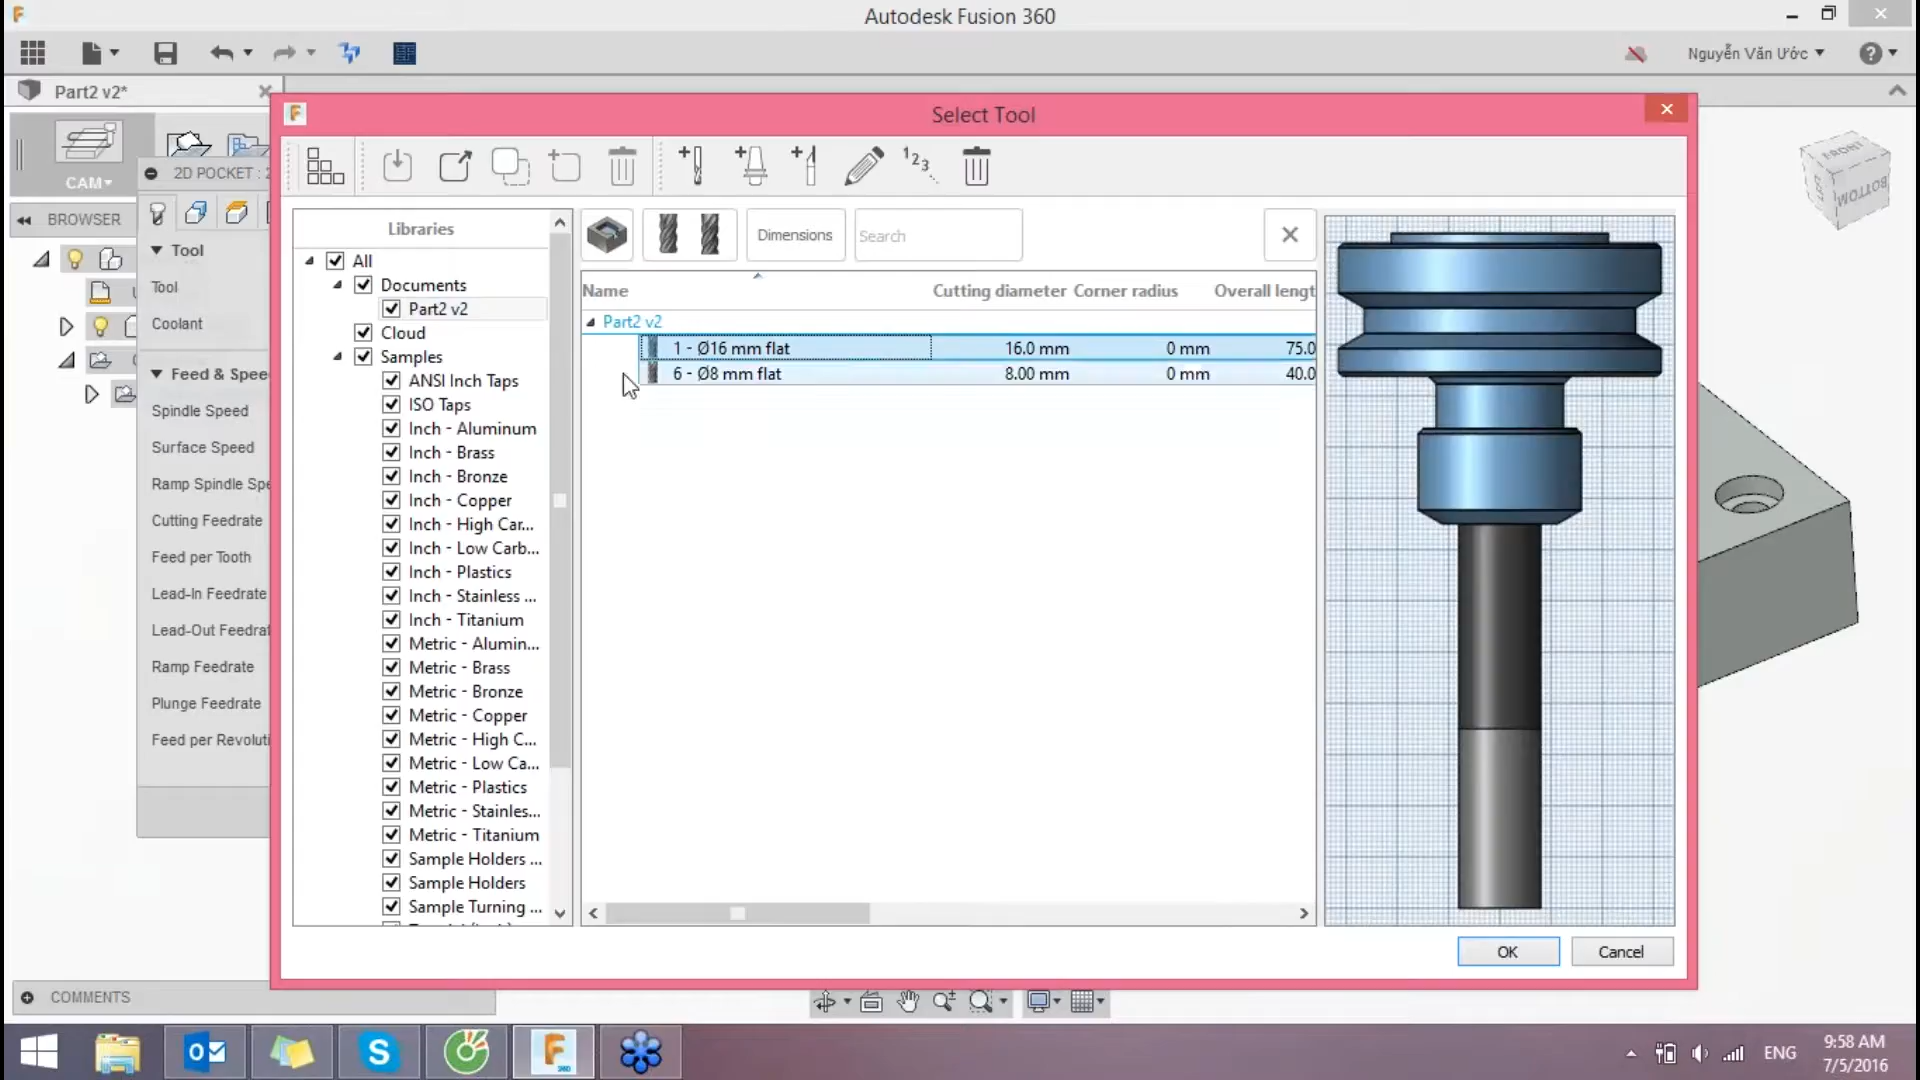 Autodesk Fusion 360
Nguyễn Văn Ước
Part2 v2*
Select Tool
CAM
2D POCKET : 2
BROWSER
Tool
Tool
Coolant
Feed & Spee
Spindle Speed
Surface Speed
Ramp Spindle Spe
Cutting Feedrate
Feed per Tooth
Lead-In Feedrate
Lead-Out Feedrat
Ramp Feedrate
Plunge Feedrate
Feed per Revoluti
Libraries
All
Documents
Part2 v2
Cloud
Samples
ANSI Inch Taps
ISO Taps
Inch - Aluminum
Inch - Brass
Inch - Bronze
Inch - Copper
Inch - High Car...
Inch - Low Carb...
Inch - Plastics
Inch - Stainless ...
Inch - Titanium
Metric - Alumin...
Metric - Brass
Metric - Bronze
Metric - Copper
Metric - High C...
Metric - Low Ca...
Metric - Plastics
Metric - Stainles...
Metric - Titanium
Sample Holders ...
Sample Holders
Sample Turning ...
Dimensions
Search
Name Cutting diameter Corner radius Overall lengt
Part2 v2
1 - Ø16 mm flat 16.0 mm 0 mm 75.0
6 - Ø8 mm flat 8.00 mm 0 mm 40.0
OK
Cancel
FRONT
BOTTOM
COMMENTS
ENG
9:58 AM
7/5/2016